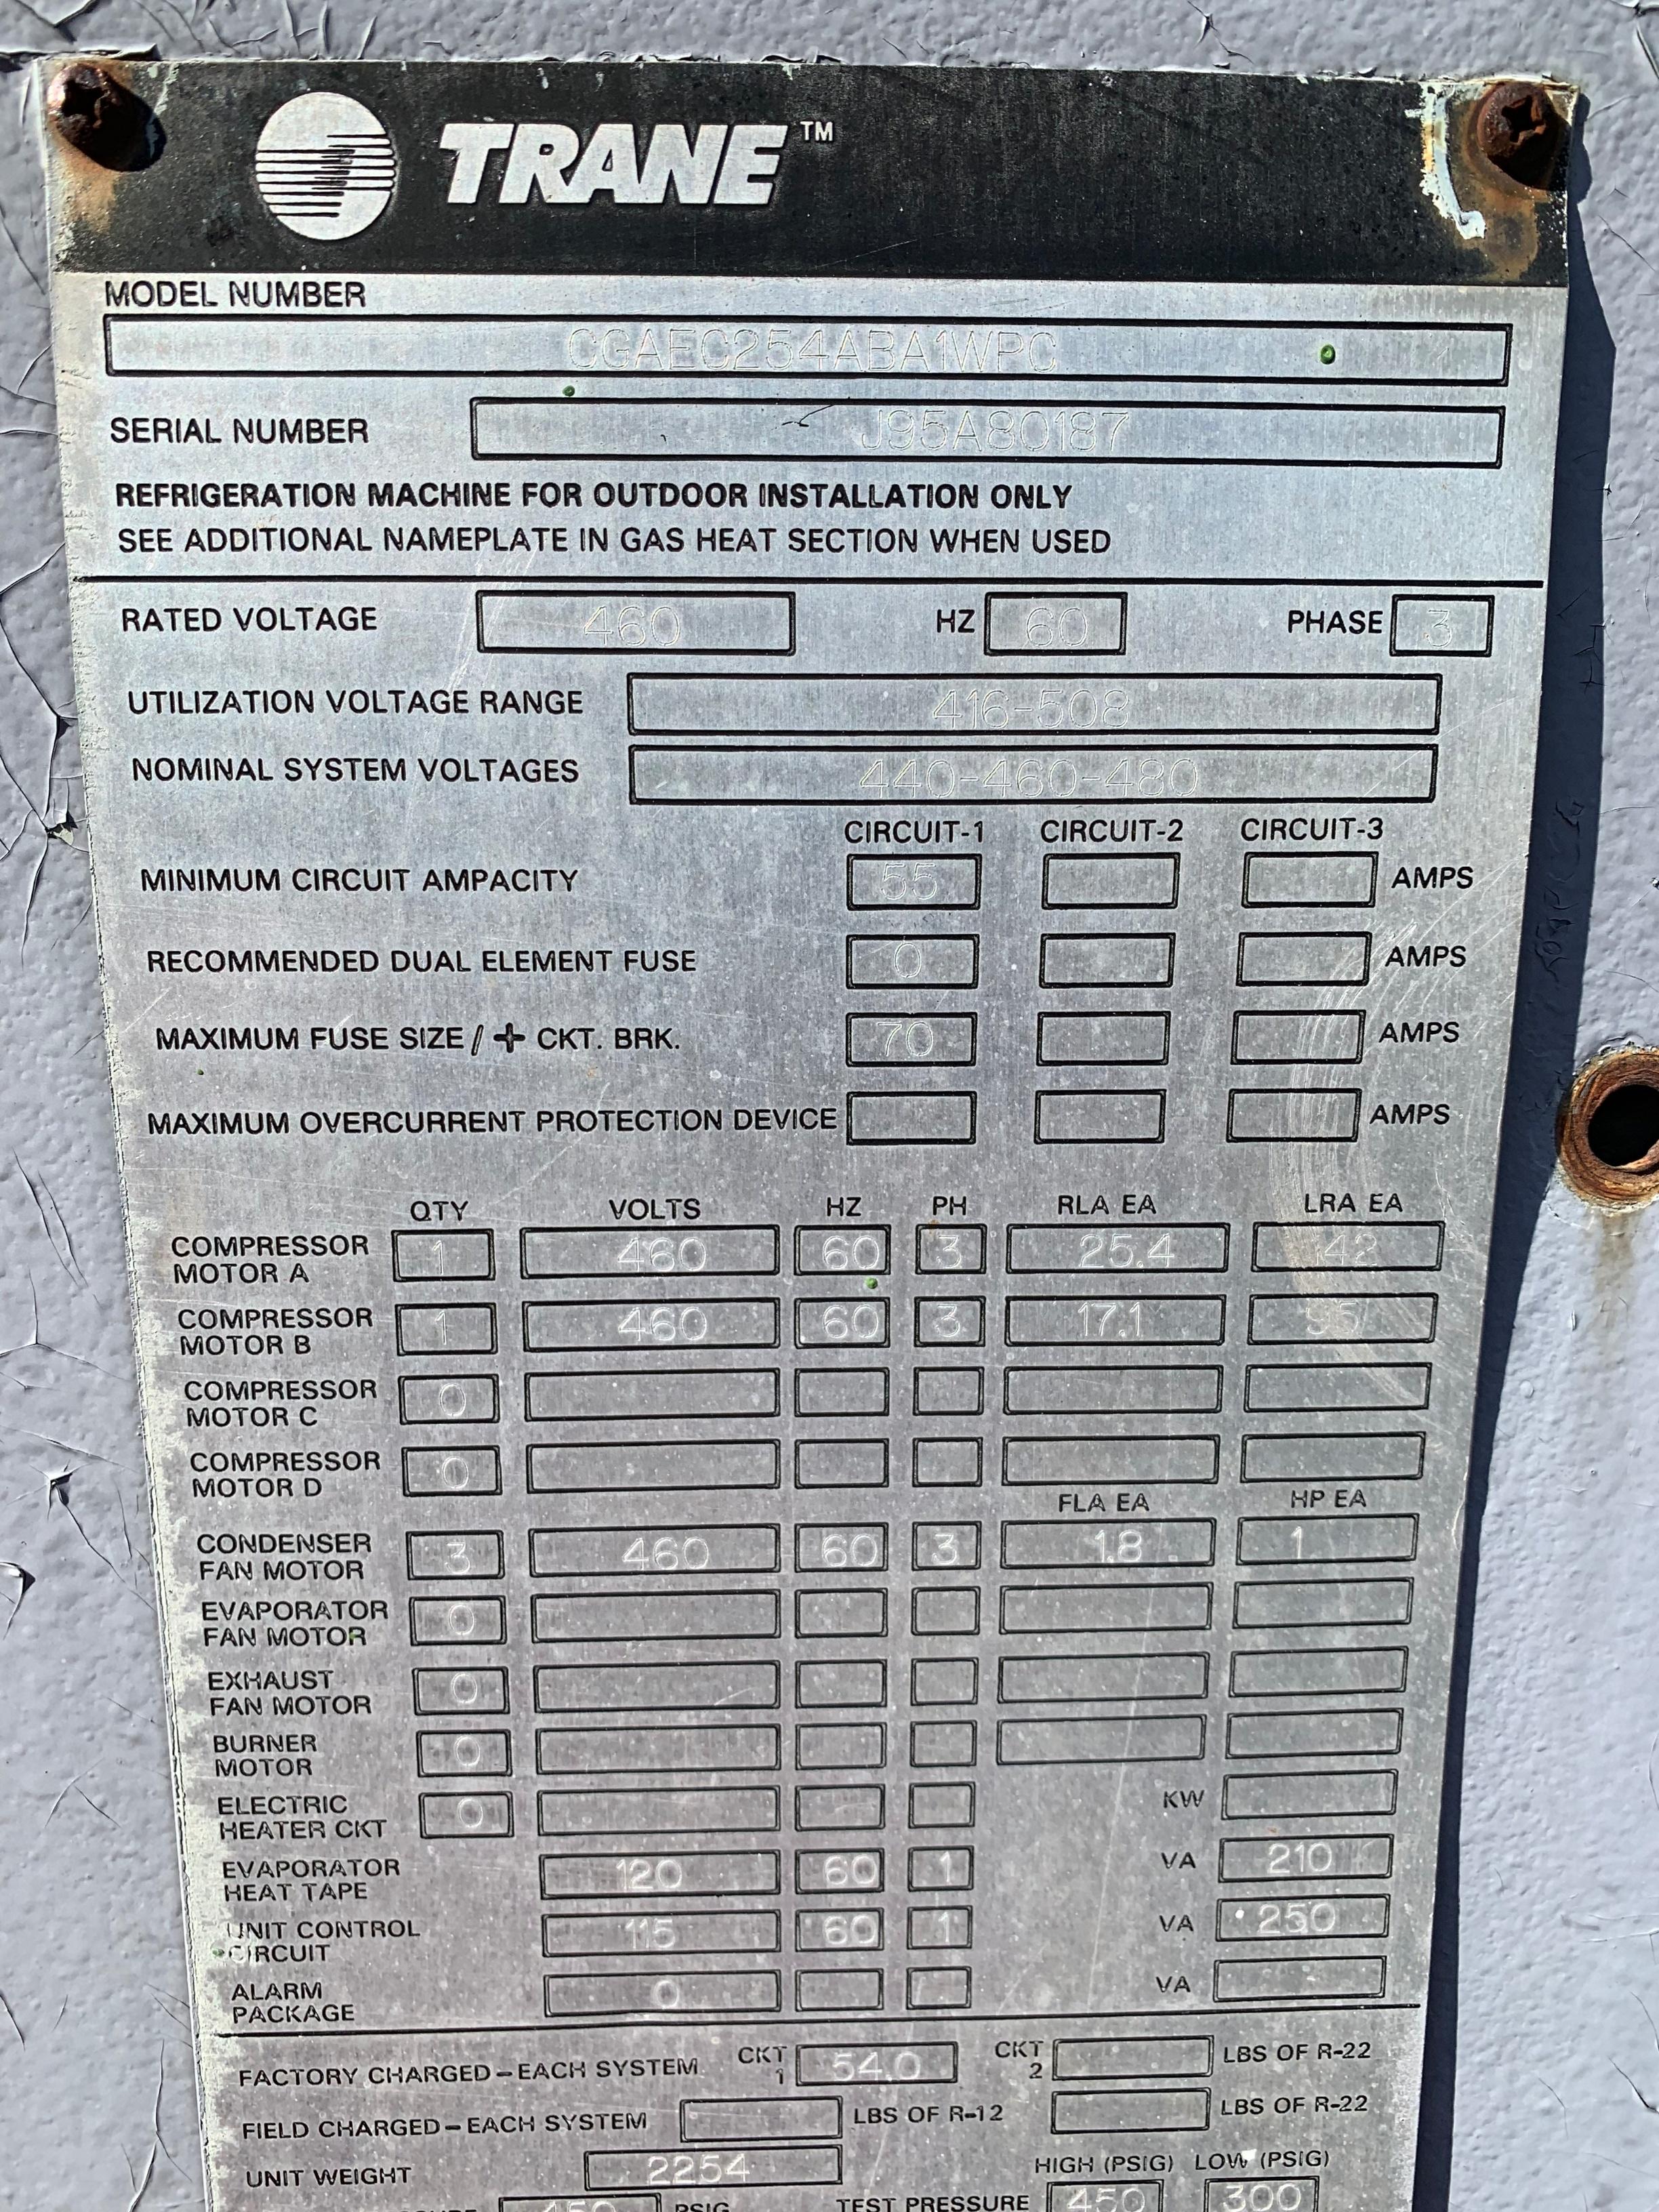 TRANE™
MODEL NUMBER
CGAEC254ABA1WPC
SERIAL NUMBER J95A80187
REFRIGERATION MACHINE FOR OUTDOOR INSTALLATION ONLY
SEE ADDITIONAL NAMEPLATE IN GAS HEAT SECTION WHEN USED
RATED VOLTAGE 460 HZ 60 PHASE 3
UTILIZATION VOLTAGE RANGE 416-508
NOMINAL SYSTEM VOLTAGES 440-460-480
CIRCUIT-1 CIRCUIT-2 CIRCUIT-3
MINIMUM CIRCUIT AMPACITY 55 AMPS
RECOMMENDED DUAL ELEMENT FUSE 0 AMPS
MAXIMUM FUSE SIZE / + CKT. BRK. 70 AMPS
MAXIMUM OVERCURRENT PROTECTION DEVICE AMPS
QTY VOLTS HZ PH RLA EA LRA EA
COMPRESSOR
MOTOR A 1 460 60 3 25.4
COMPRESSOR
MOTOR B 1 460 60 3 17.1
COMPRESSOR
MOTOR C 0
COMPRESSOR
MOTOR D 0
FLA EA HP EA
CONDENSER
FAN MOTOR 3 460 60 3 1.8 1
EVAPORATOR
FAN MOTOR 0
EXHAUST
FAN MOTOR 0
BURNER
MOTOR 0
ELECTRIC
HEATER CKT 0 KW
EVAPORATOR
HEAT TAPE 120 60 1 VA 210
UNIT CONTROL
CIRCUIT 115 60 1 VA 250
ALARM
PACKAGE 0 VA
FACTORY CHARGED-EACH SYSTEM CKT 1 54.0 CKT 2 LBS OF R-22
FIELD CHARGED-EACH SYSTEM LBS OF R-12 LBS OF R-22
UNIT WEIGHT 2254 HIGH (PSIG) LOW (PSIG)
450 PSIG TEST PRESSURE 450 300